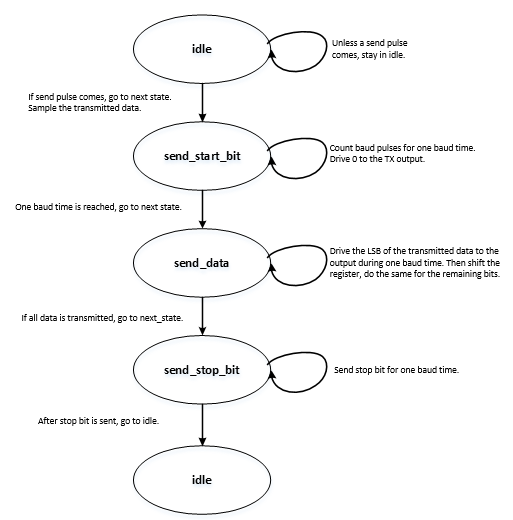 idle
Unless a send pulse
comes, stay in idle.
If send pulse comes, go to next state.
Sample the transmitted data.
send_start_bit
Count baud pulses for one baud time.
Drive 0 to the TX output.
One baud time is reached, go to next state.
send_data
Drive the LSB of the transmitted data to the
output during one baud time. Then shift the
register, do the same for the remaining bits.
If all data is transmitted, go to next_state.
send_stop_bit
Send stop bit for one baud time.
After stop bit is sent, go to idle.
idle